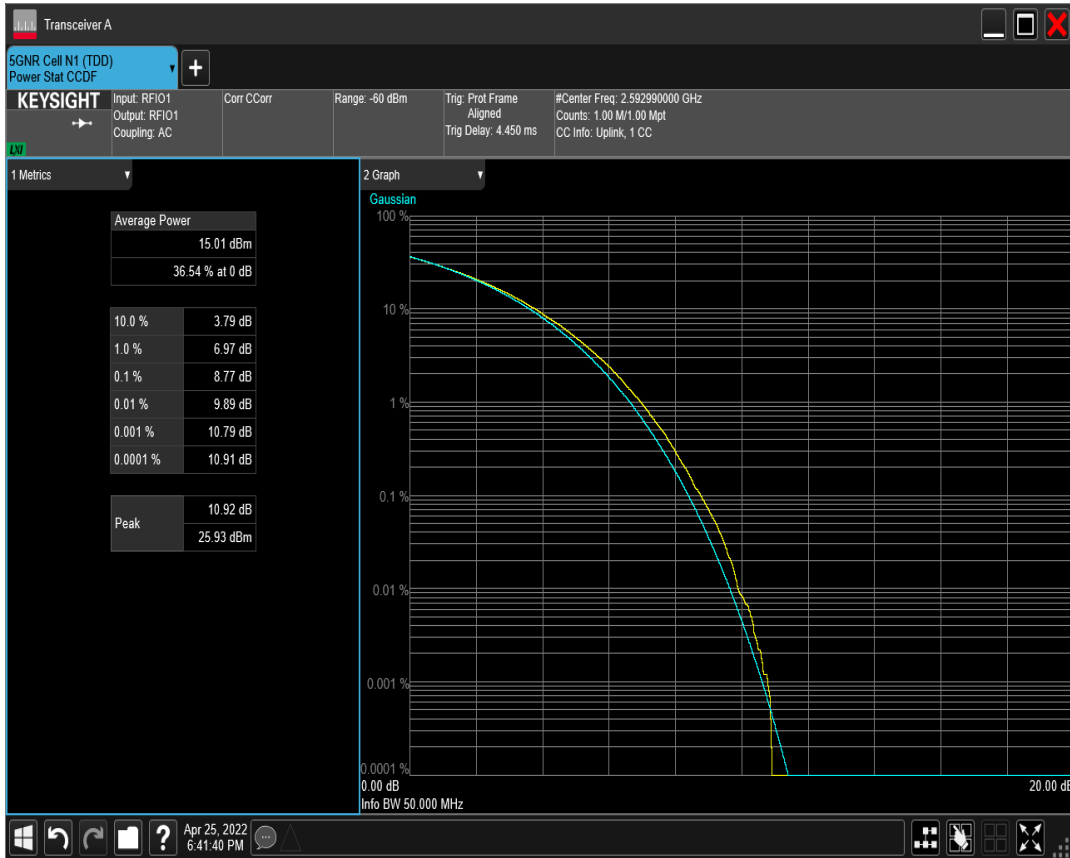 Transceiver A
5GNR Cell N1 (TDD)
Power Stat CCDF
KEYSIGHT
LXI
Input: RFIO1
Output: RFIO1
Coupling: AC
Corr CCorr
Range: -60 dBm
Trig: Prot Frame
Aligned
Trig Delay: 4.450 ms
#Center Freq: 2.592990000 GHz
Counts: 1.00 M/1.00 Mpt
CC Info: Uplink, 1 CC
1 Metrics
Average Power
15.01 dBm
36.54 % at 0 dB
10.0 % 3.79 dB
1.0 % 6.97 dB
0.1 % 8.77 dB
0.01 % 9.89 dB
0.001 % 10.79 dB
0.0001 % 10.91 dB
Peak
10.92 dB
25.93 dBm
2 Graph
Gaussian
100 %
10 %
1 %
0.1 %
0.01 %
0.001 %
0.0001 %
0.00 dB 20.00 dB
Info BW 50.000 MHz
Apr 25, 2022
6:41:40 PM